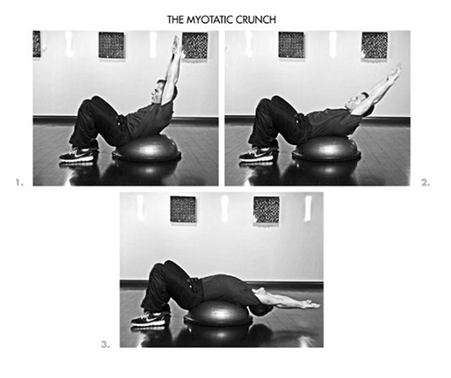 THE MYOTATIC CRUNCH
1.
2.
3.